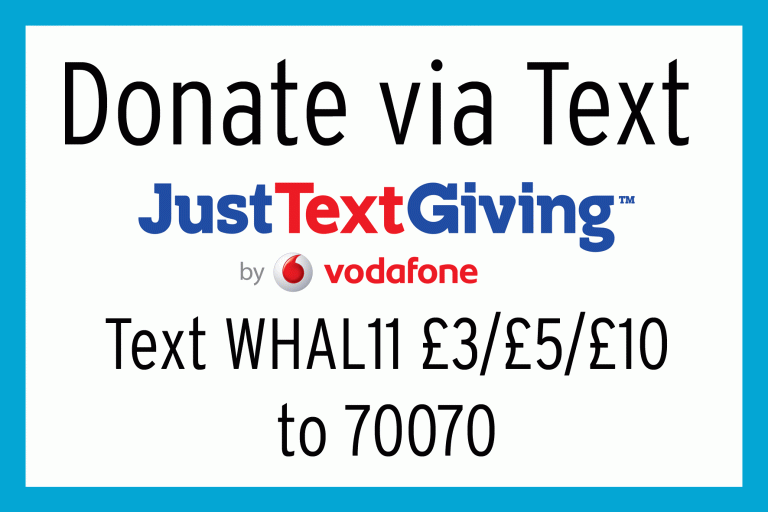 Donate via Text
JustTextGiving™
by vodafone
Text WHAL11 £3/£5/£10
to 70070